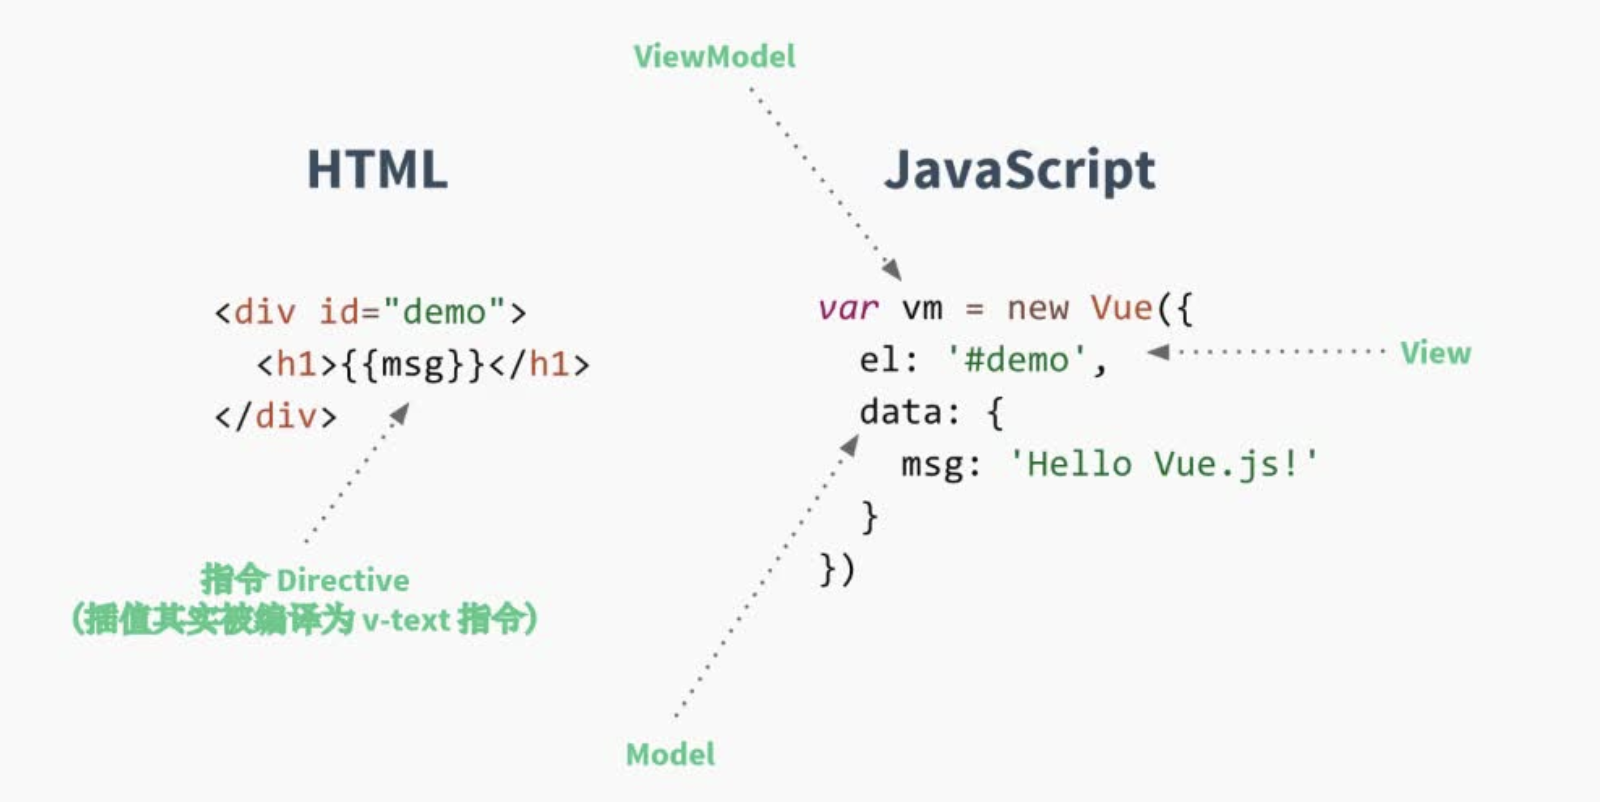 ViewModel
HTML
JavaScript
<div id="demo">
  <h1>{{msg}}</h1>
</div>
指令 Directive
（插值其实被编译为 v-text 指令）
var vm = new Vue({
  el: '#demo',
  data: {
    msg: 'Hello Vue.js!'
  }
})
View
Model